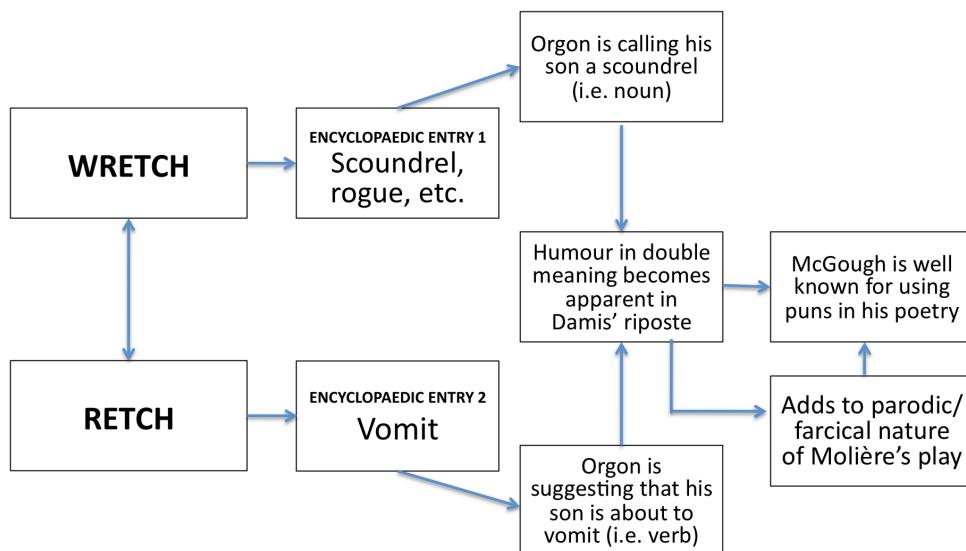 Orgon is calling his
son a scoundrel
(i.e. noun)
WRETCH
ENCYCLOPAEDIC ENTRY 1
Scoundrel,
rogue, etc.
Humour in double
meaning becomes
apparent in
Damis’ riposte
McGough is well
known for using
puns in his poetry
RETCH
ENCYCLOPAEDIC ENTRY 2
Vomit
Adds to parodic/
farcical nature
of Molière’s play
Orgon is
suggesting that his
son is about to
vomit (i.e. verb)